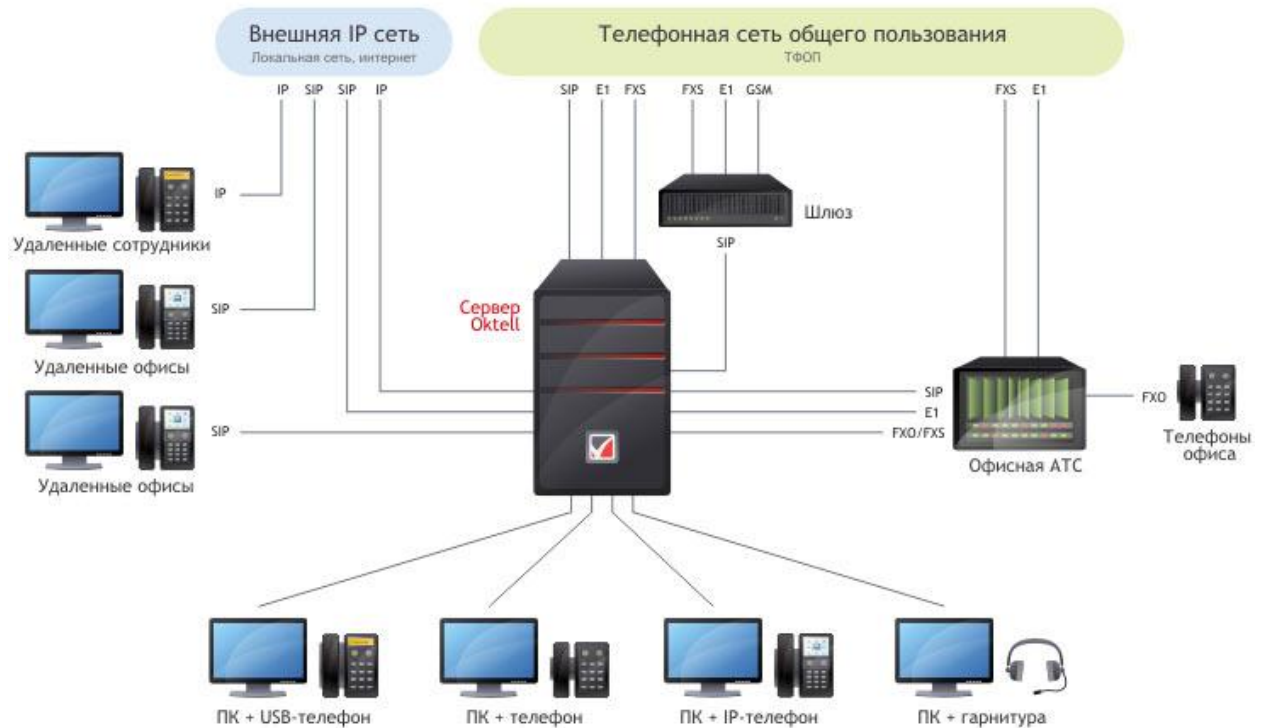 Внешняя IP сеть
Локальная сеть, интернет
Телефонная сеть общего пользования
ТФОП
IP SIP SIP IP
SIP E1 FXS
FXS E1 GSM
FXS E1
IP
Удаленные сотрудники
Шлюз
SIP
SIP
Удаленные офисы
Сервер
Oktell
SIP
Удаленные офисы
SIP
E1
FXO/FXS
Офисная АТС
FXO
Телефоны
офиса
ПК + USB-телефон
ПК + телефон
ПК + IP-телефон
ПК + гарнитура